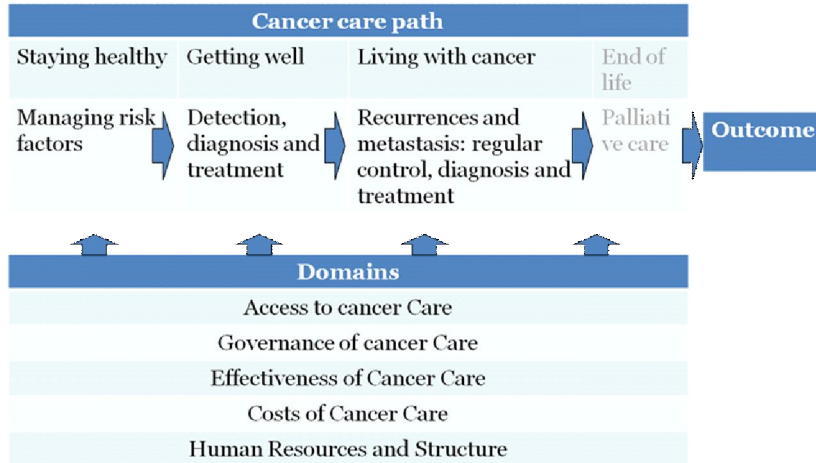 Cancer care path
Staying healthy
Getting well
Living with cancer
End of
life
Managing risk
factors
Detection,
diagnosis and
treatment
Recurrences and
metastasis: regular
control, diagnosis and
treatment
Palliati
ve care
Outcome
Domains
Access to cancer Care
Governance of cancer Care
Effectiveness of Cancer Care
Costs of Cancer Care
Human Resources and Structure